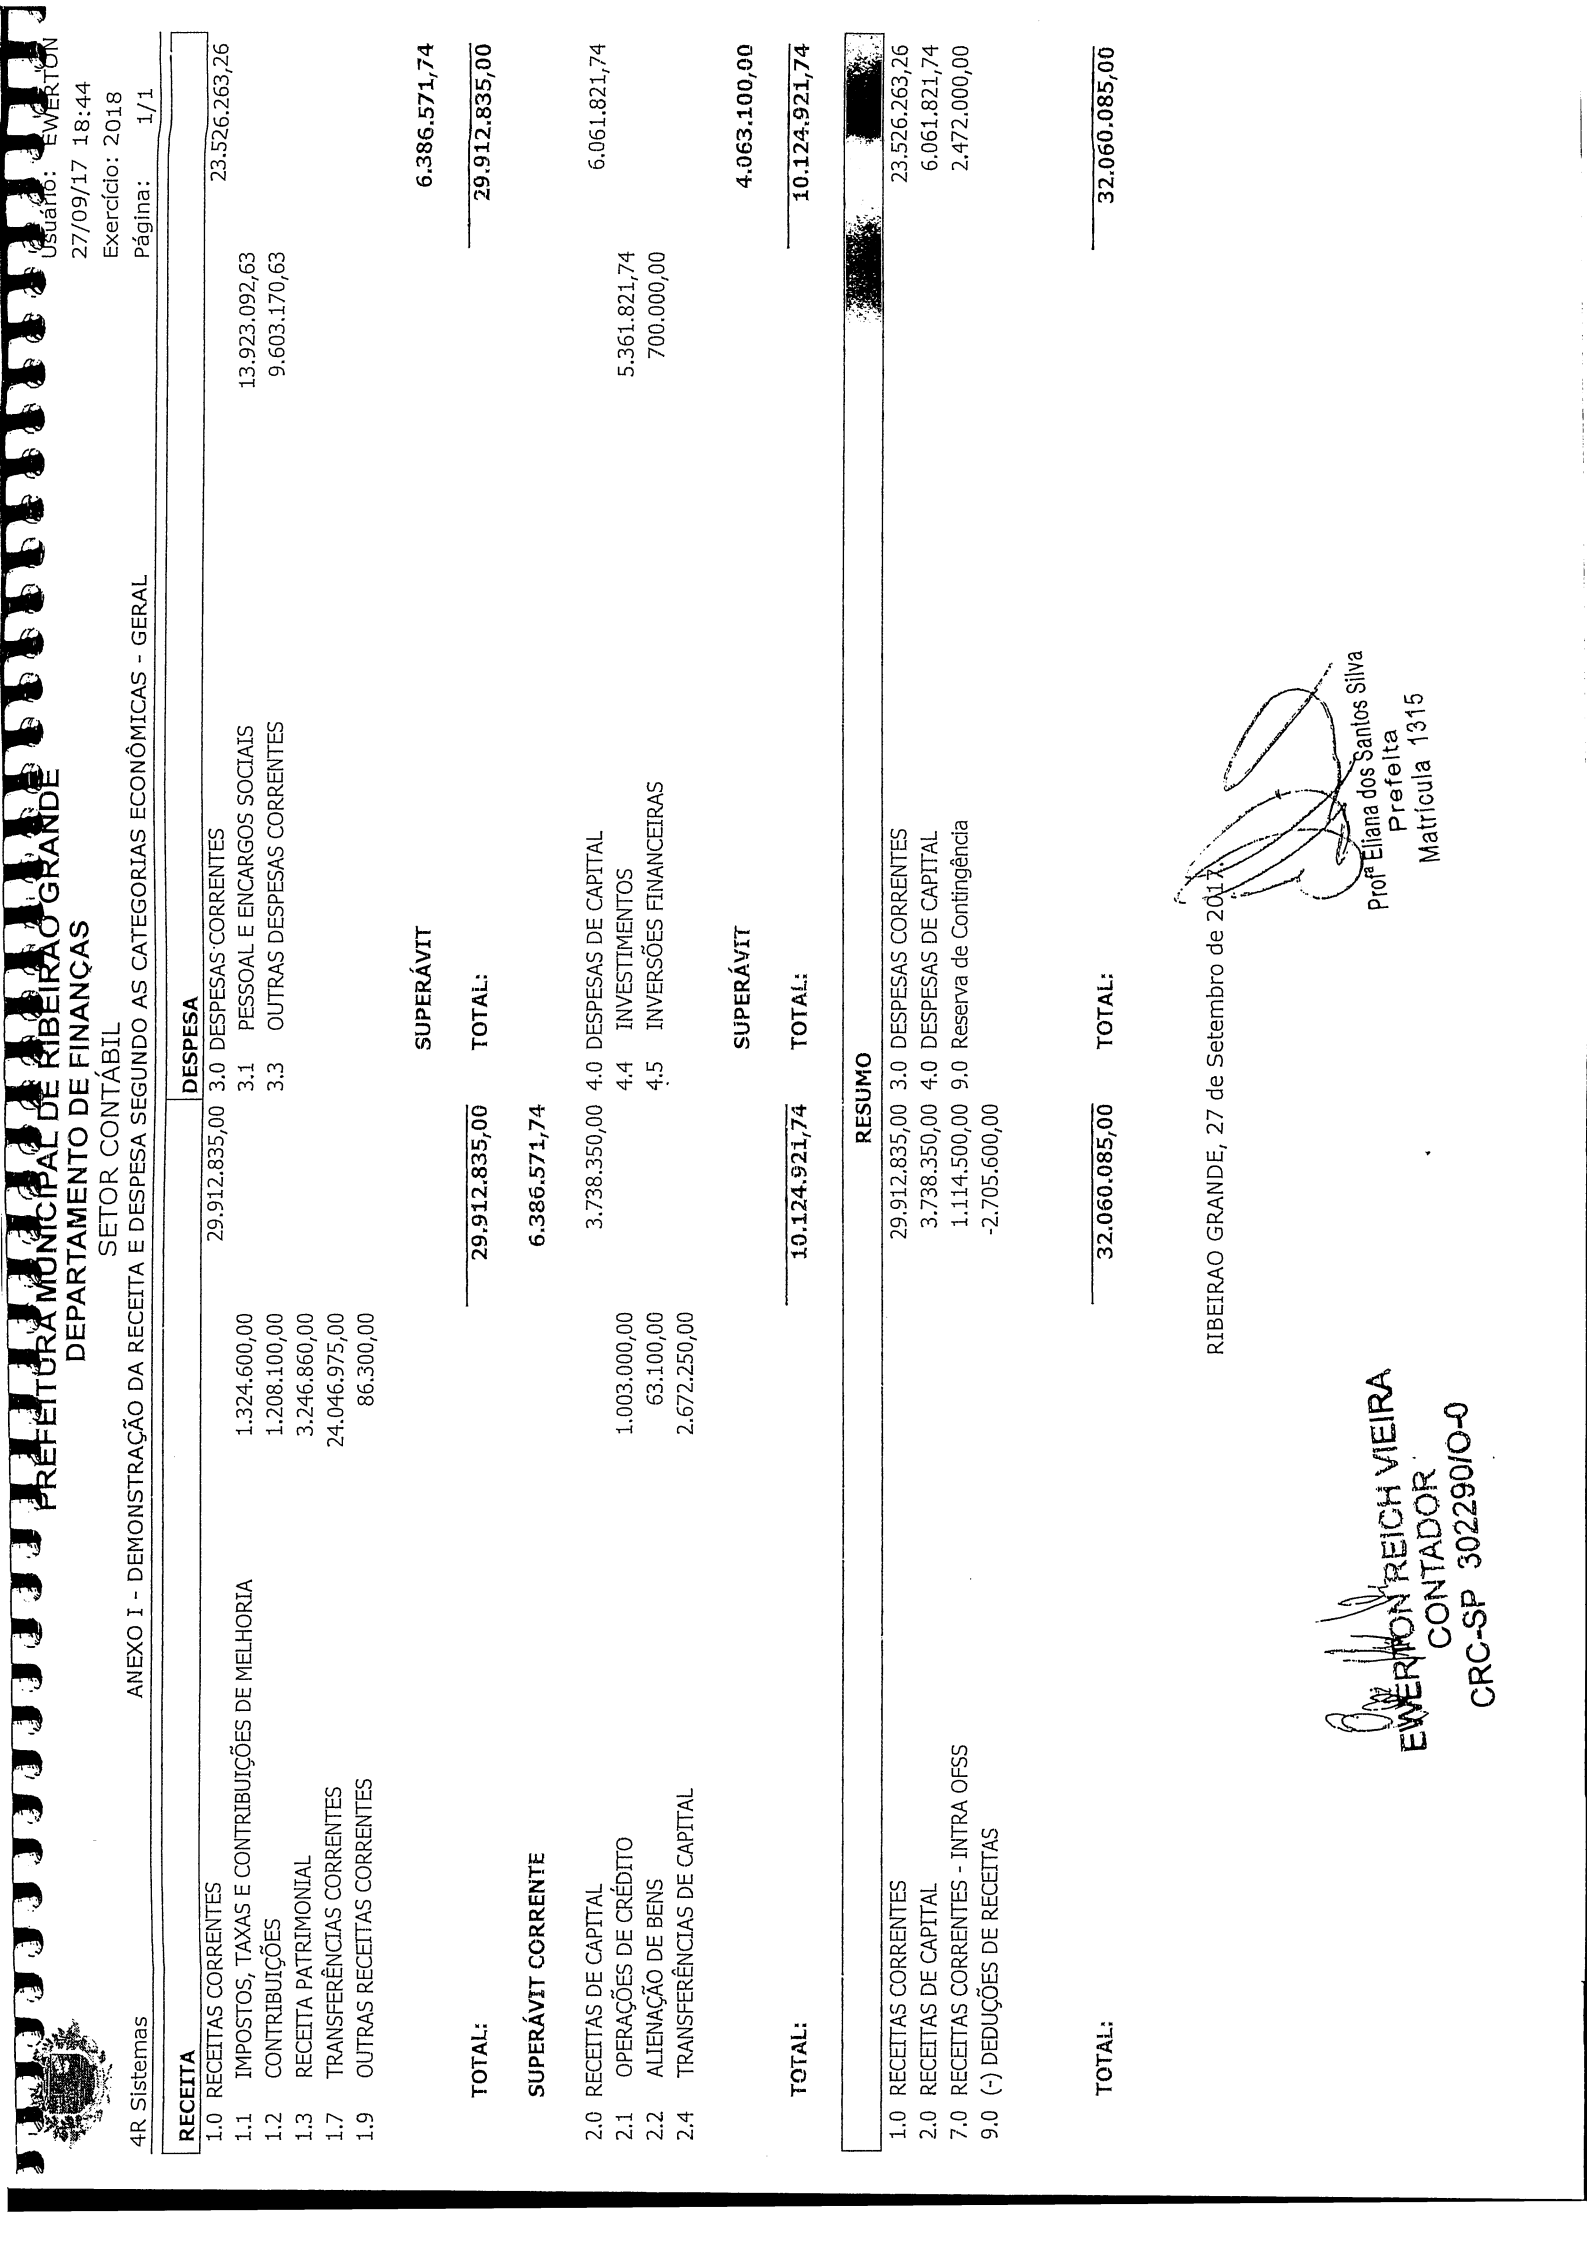 PREFEITURA MUNICIPAL DE RIBEIRAO GRANDE
DEPARTAMENTO DE FINANÇAS
SETOR CONTÁBIL
Usuário: EWERTON
27/09/17 18:44
Exercício: 2018
Página: 1/1
4R Sistemas
ANEXO I - DEMONSTRAÇÃO DA RECEITA E DESPESA SEGUNDO AS CATEGORIAS ECONÔMICAS - GERAL
RECEITA DESPESA
1.0 RECEITAS CORRENTES 29.912.835,00 3.0 DESPESAS CORRENTES 23.526.263,26
1.1 IMPOSTOS, TAXAS E CONTRIBUIÇÕES DE MELHORIA 1.324.600,00 3.1 PESSOAL E ENCARGOS SOCIAIS 13.923.092,63
1.2 CONTRIBUIÇÕES 1.208.100,00 3.3 OUTRAS DESPESAS CORRENTES 9.603.170,63
1.3 RECEITA PATRIMONIAL 3.246.860,00
1.7 TRANSFERÊNCIAS CORRENTES 24.046.975,00
1.9 OUTRAS RECEITAS CORRENTES 86.300,00
SUPERÁVIT 6.386.571,74
TOTAL: 29.912.835,00 TOTAL: 29.912.835,00
SUPERÁVIT CORRENTE 6.386.571,74
2.0 RECEITAS DE CAPITAL 3.738.350,00 4.0 DESPESAS DE CAPITAL 6.061.821,74
2.1 OPERAÇÕES DE CRÉDITO 1.003.000,00 4.4 INVESTIMENTOS 5.361.821,74
2.2 ALIENAÇÃO DE BENS 63.100,00 4.5 INVERSÕES FINANCEIRAS 700.000,00
2.4 TRANSFERÊNCIAS DE CAPITAL 2.672.250,00
SUPERÁVIT 4.063.100,00
TOTAL: 10.124.921,74 TOTAL: 10.124.921,74
RESUMO
1.0 RECEITAS CORRENTES 29.912.835,00 3.0 DESPESAS CORRENTES 23.526.263,26
2.0 RECEITAS DE CAPITAL 3.738.350,00 4.0 DESPESAS DE CAPITAL 6.061.821,74
7.0 RECEITAS CORRENTES - INTRA OFSS 1.114.500,00 9.0 Reserva de Contingência 2.472.000,00
9.0 (-) DEDUÇÕES DE RECEITAS -2.705.600,00
TOTAL: 32.060.085,00 TOTAL: 32.060.085,00
RIBEIRAO GRANDE, 27 de Setembro de 2017.
EWERTON REICH VIEIRA
CONTADOR
CRC-SP 302290/O-0
Profª Eliana dos Santos Silva
Prefeita
Matrícula 1315